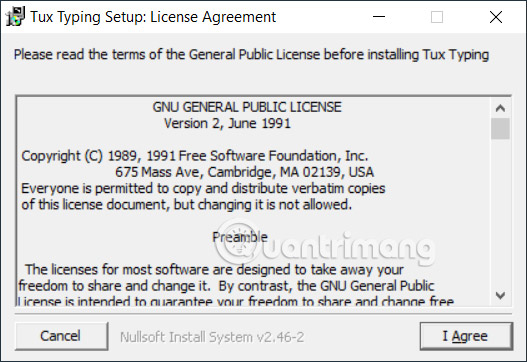 Tux Typing Setup: License Agreement
Please read the terms of the General Public License before installing Tux Typing
GNU GENERAL PUBLIC LICENSE
Version 2, June 1991
Copyright (C) 1989, 1991 Free Software Foundation, Inc.
675 Mass Ave, Cambridge, MA 02139, USA
Everyone is permitted to copy and distribute verbatim copies
of this license document, but changing it is not allowed.
Preamble
Quantrimang
The licenses for most software are designed to take away your
freedom to share and change it. By contrast, the GNU General Public
License is intended to guarantee your freedom to share and change free
Cancel
Nullsoft Install System v2.46-2
I Agree